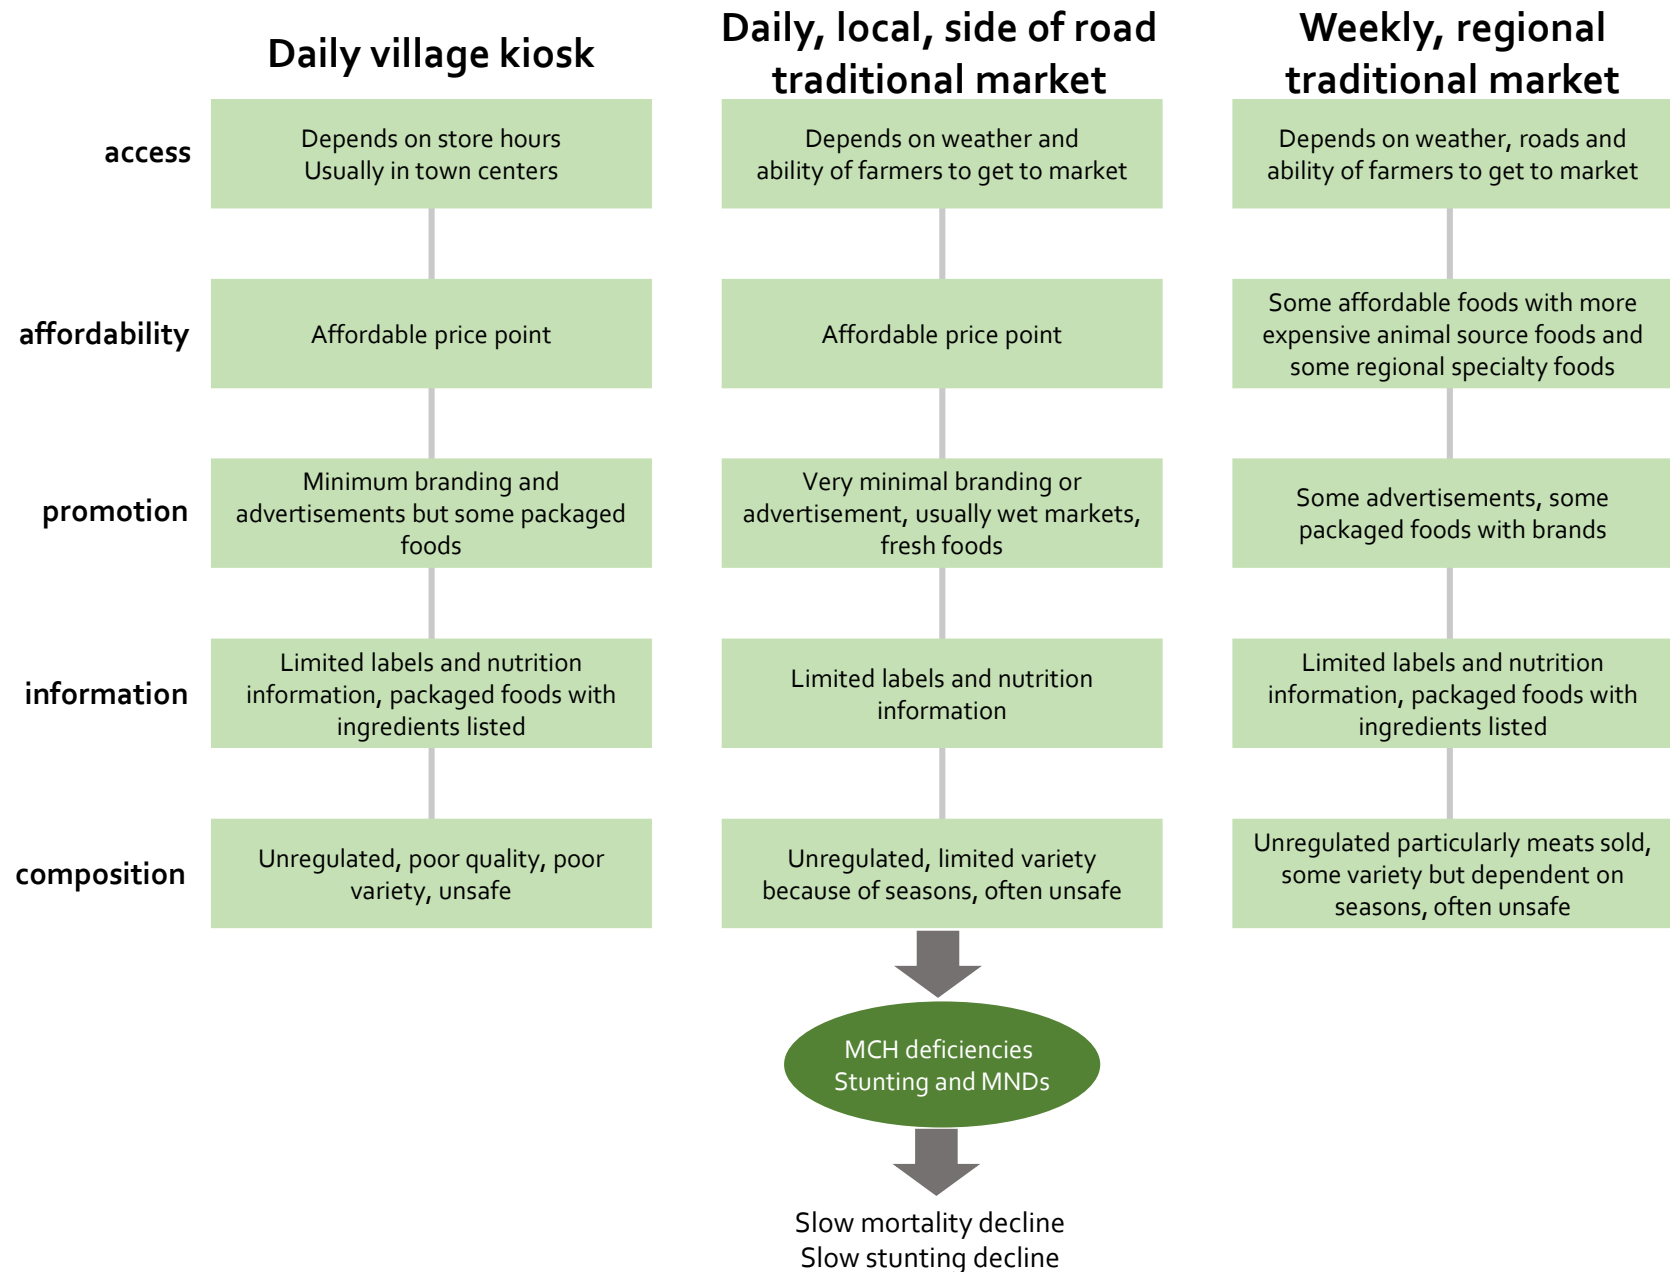 Daily village kiosk
Daily, local, side of road
traditional market
Weekly, regional
traditional market
access
Depends on store hours
Usually in town centers
Depends on weather and
ability of farmers to get to market
Depends on weather, roads and
ability of farmers to get to market
affordability
Affordable price point
Affordable price point
Some affordable foods with more
expensive animal source foods and
some regional specialty foods
promotion
Minimum branding and
advertisements but some packaged
foods
Very minimal branding or
advertisement, usually wet markets,
fresh foods
Some advertisements, some
packaged foods with brands
information
Limited labels and nutrition
information, packaged foods with
ingredients listed
Limited labels and nutrition
information
Limited labels and nutrition
information, packaged foods with
ingredients listed
composition
Unregulated, poor quality, poor
variety, unsafe
Unregulated, limited variety
because of seasons, often unsafe
Unregulated particularly meats sold,
some variety but dependent on
seasons, often unsafe
MCH deficiencies
Stunting and MNDs
Slow mortality decline
Slow stunting decline